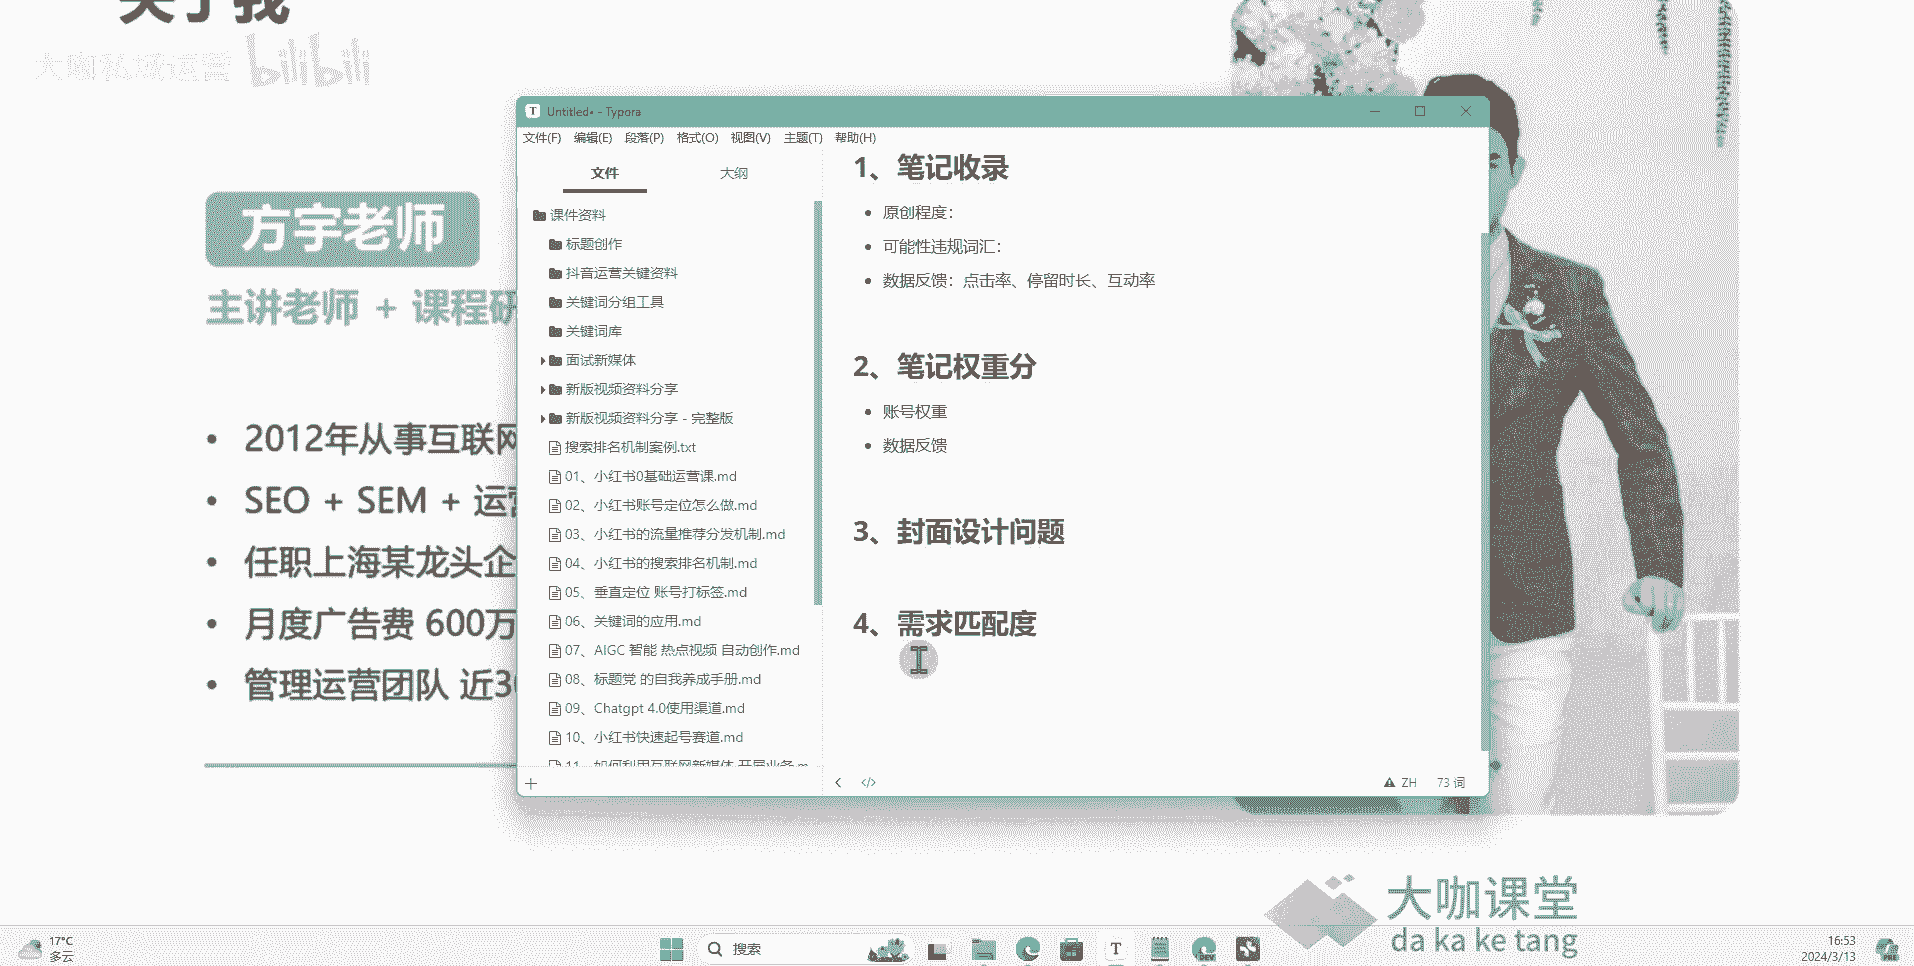 关于我
大咖私域运营 bilibili
方宇老师
主讲老师 + 课程研
2012年从事互联网
SEO + SEM + 运营
任职上海某龙头企
月度广告费 600万
管理运营团队 近30
Untitled• - Typora
文件(F) 编辑(E) 段落(P) 格式(O) 视图(V) 主题(T) 帮助(H)
文件 大纲
课件资料
标题创作
抖音运营关键资料
关键词分组工具
关键词库
面试新媒体
新版视频资料分享
新版视频资料分享 - 完整版
搜索排名机制案例.txt
01、小红书0基础运营课.md
02、小红书账号定位怎么做.md
03、小红书的流量推荐分发机制.md
04、小红书的搜索排名机制.md
05、垂直定位 账号打标签.md
06、关键词的应用.md
07、AIGC 智能 热点视频 自动创作.md
08、标题党 的自我养成手册.md
09、Chatgpt 4.0使用渠道.md
10、小红书快速起号赛道.md
11、如何利用互联网新媒体 开展业务.m
1、笔记收录
原创程度：
可能性违规词汇：
数据反馈：点击率、停留时长、互动率
2、笔记权重分
账号权重
数据反馈
3、封面设计问题
4、需求匹配度
</> ZH 73 词
大咖课堂
da ka ke tang
17°C
多云
搜索
T
DEV
16:53
2024/3/13
PRE